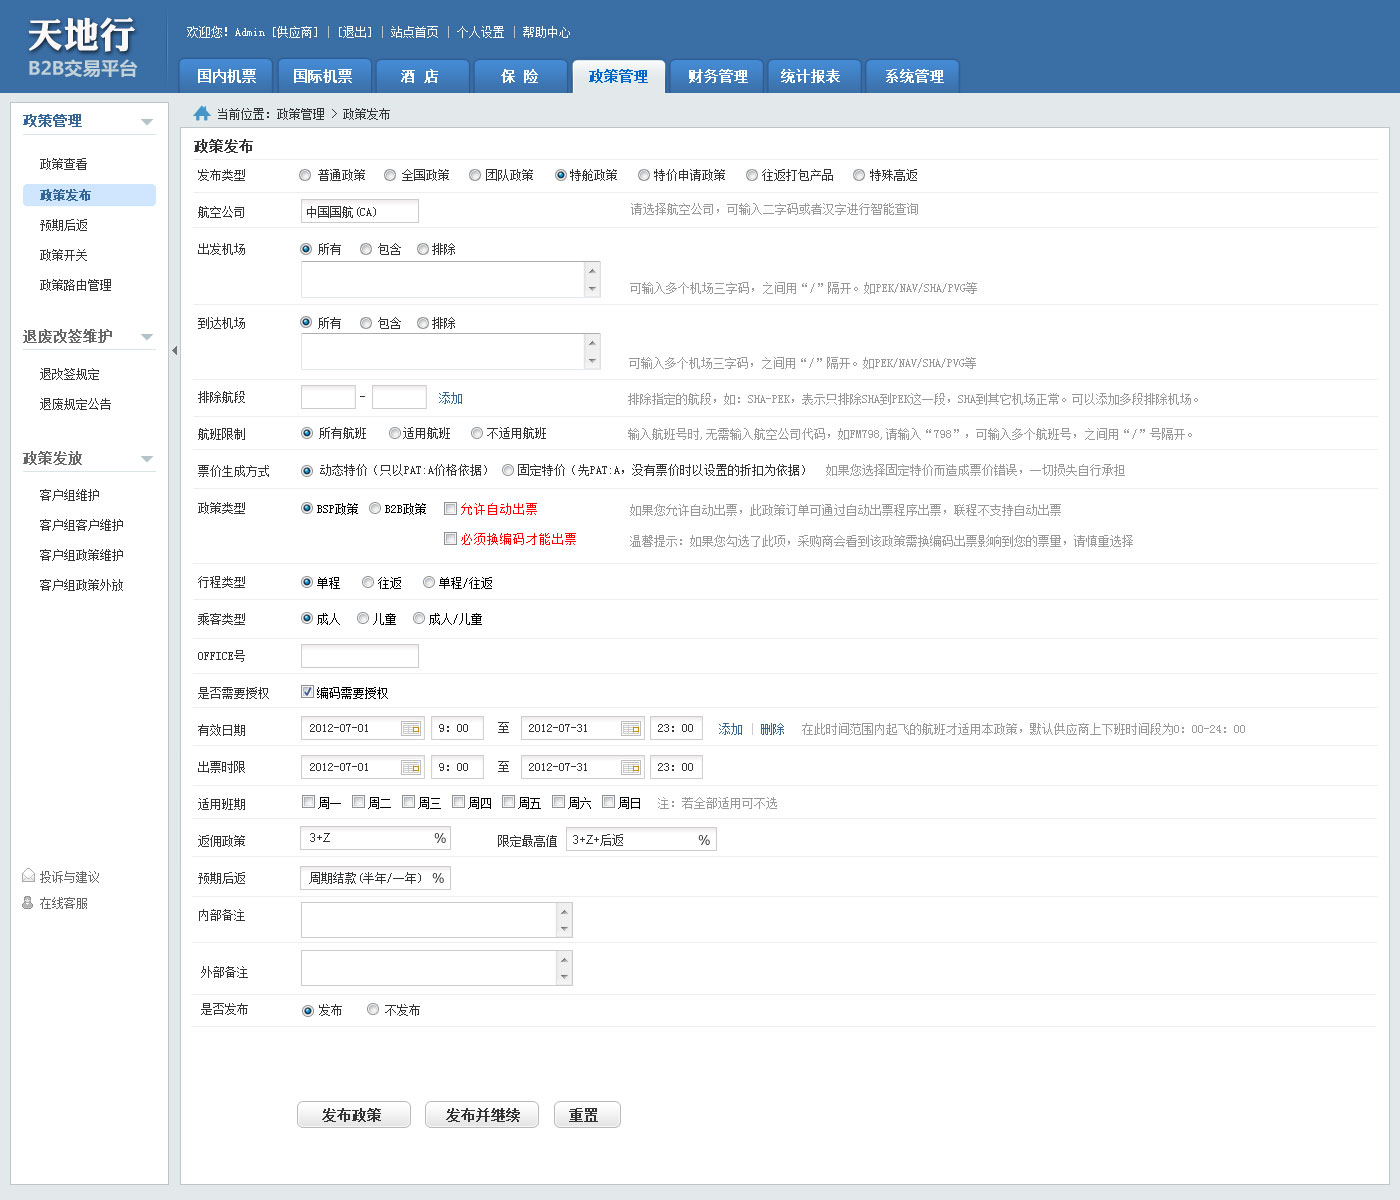 天地行
B2B交易平台
欢迎您！Admin [供应商] | [退出] | 站点首页 | 个人设置 | 帮助中心
国内机票 国际机票 酒 店 保 险 政策管理 财务管理 统计报表 系统管理
政策管理
政策查看
政策发布
预期后返
政策开关
政策路由管理
退废改签维护
退改签规定
退废规定公告
政策发放
客户组维护
客户组客户维护
客户组政策维护
客户组政策外放
投诉与建议
在线客服
当前位置：政策管理 > 政策发布
政策发布
发布类型 普通政策 全国政策 团队政策 特舱政策 特价申请政策 往返打包产品 特殊高返
航空公司 中国国航(CA) 请选择航空公司，可输入二字码或者汉字进行智能查询
出发机场 所有 包含 排除
可输入多个机场三字码，之间用“/”隔开。如PEK/NAV/SHA/PVG等
到达机场 所有 包含 排除
可输入多个机场三字码，之间用“/”隔开。如PEK/NAV/SHA/PVG等
排除航段 - 添加 排除指定的航段，如：SHA-PEK，表示只排除SHA到PEK这一段，SHA到其它机场正常。可以添加多段排除机场。
航班限制 所有航班 适用航班 不适用航班 输入航班号时,无需输入航空公司代码，如FM798,请输入“798”，可输入多个航班号，之间用“/”号隔开。
票价生成方式 动态特价（只以PAT:A价格依据） 固定特价（先PAT:A，没有票价时以设置的折扣为依据） 如果您选择固定特价而造成票价错误，一切损失自行承担
政策类型 BSP政策 B2B政策 允许自动出票 如果您允许自动出票，此政策订单可通过自动出票程序出票，联程不支持自动出票
必须换编码才能出票 温馨提示：如果您勾选了此项，采购商会看到该政策需换编码出票影响到您的票量，请慎重选择
行程类型 单程 往返 单程/往返
乘客类型 成人 儿童 成人/儿童
OFFICE号
是否需要授权 编码需要授权
有效日期 2012-07-01 9：00 至 2012-07-31 23：00 添加 | 删除 在此时间范围内起飞的航班才适用本政策，默认供应商上下班时间段为0：00-24：00
出票时限 2012-07-01 9：00 至 2012-07-31 23：00
适用班期 周一 周二 周三 周四 周五 周六 周日 注：若全部适用可不选
返佣政策 3+Z % 限定最高值 3+Z+后返 %
预期后返 周期结款(半年/一年) %
内部备注
外部备注
是否发布 发布 不发布
发布政策 发布并继续 重置